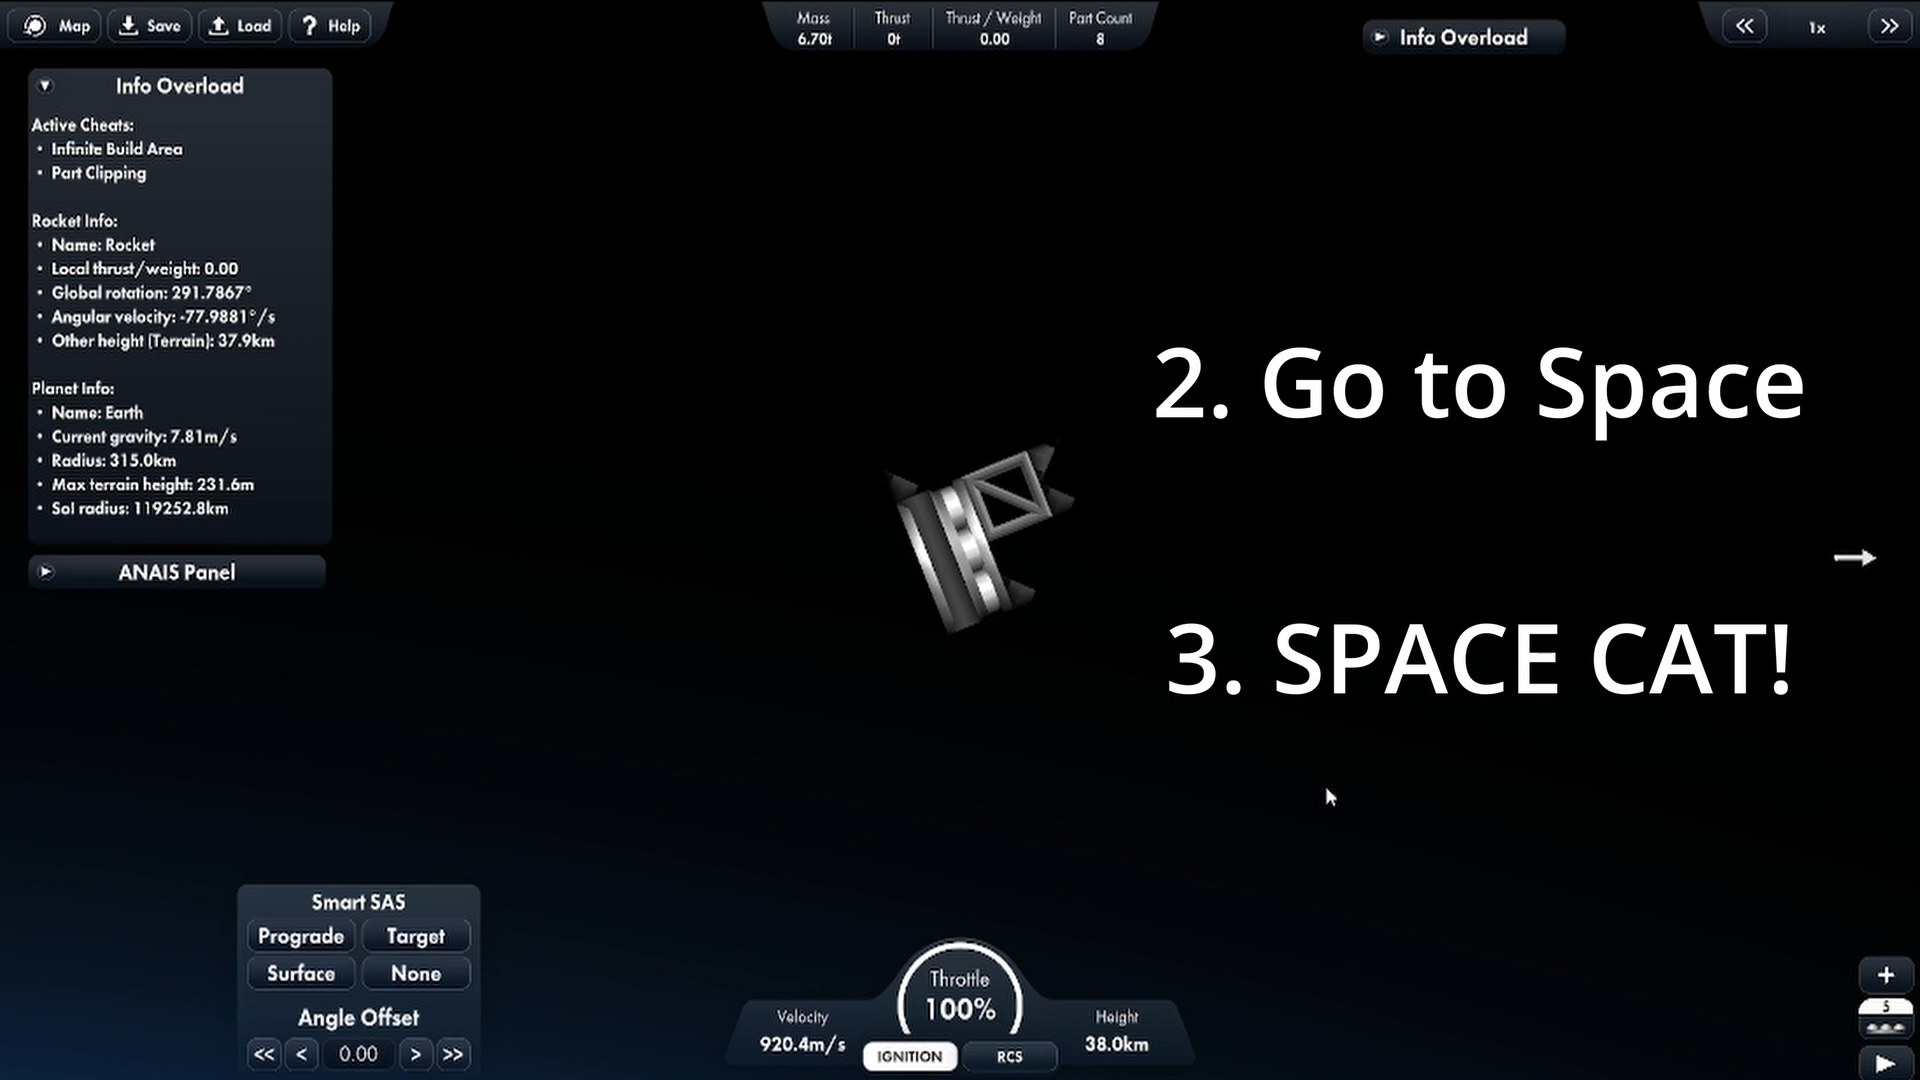 Map
Save
Load
? Help
Mass
6.70t
Thrust
0t
Thrust / Weight
0.00
Part Count
8
Info Overload
1x
Info Overload
Active Cheats:
• Infinite Build Area
• Part Clipping
Rocket Info:
• Name: Rocket
• Local thrust/weight: 0.00
• Global rotation: 291.7867°
• Angular velocity: -77.9881°/s
• Other height (Terrain): 37.9km
Planet Info:
• Name: Earth
• Current gravity: 7.81m/s
• Radius: 315.0km
• Max terrain height: 231.6m
• Sol radius: 119252.8km
ANAIS Panel
2. Go to Space
3. SPACE CAT!
Smart SAS
Prograde
Target
Surface
None
Angle Offset
<< < 0.00 > >>
Throttle
100%
Velocity
920.4m/s
IGNITION
RCS
Height
38.0km
+
5